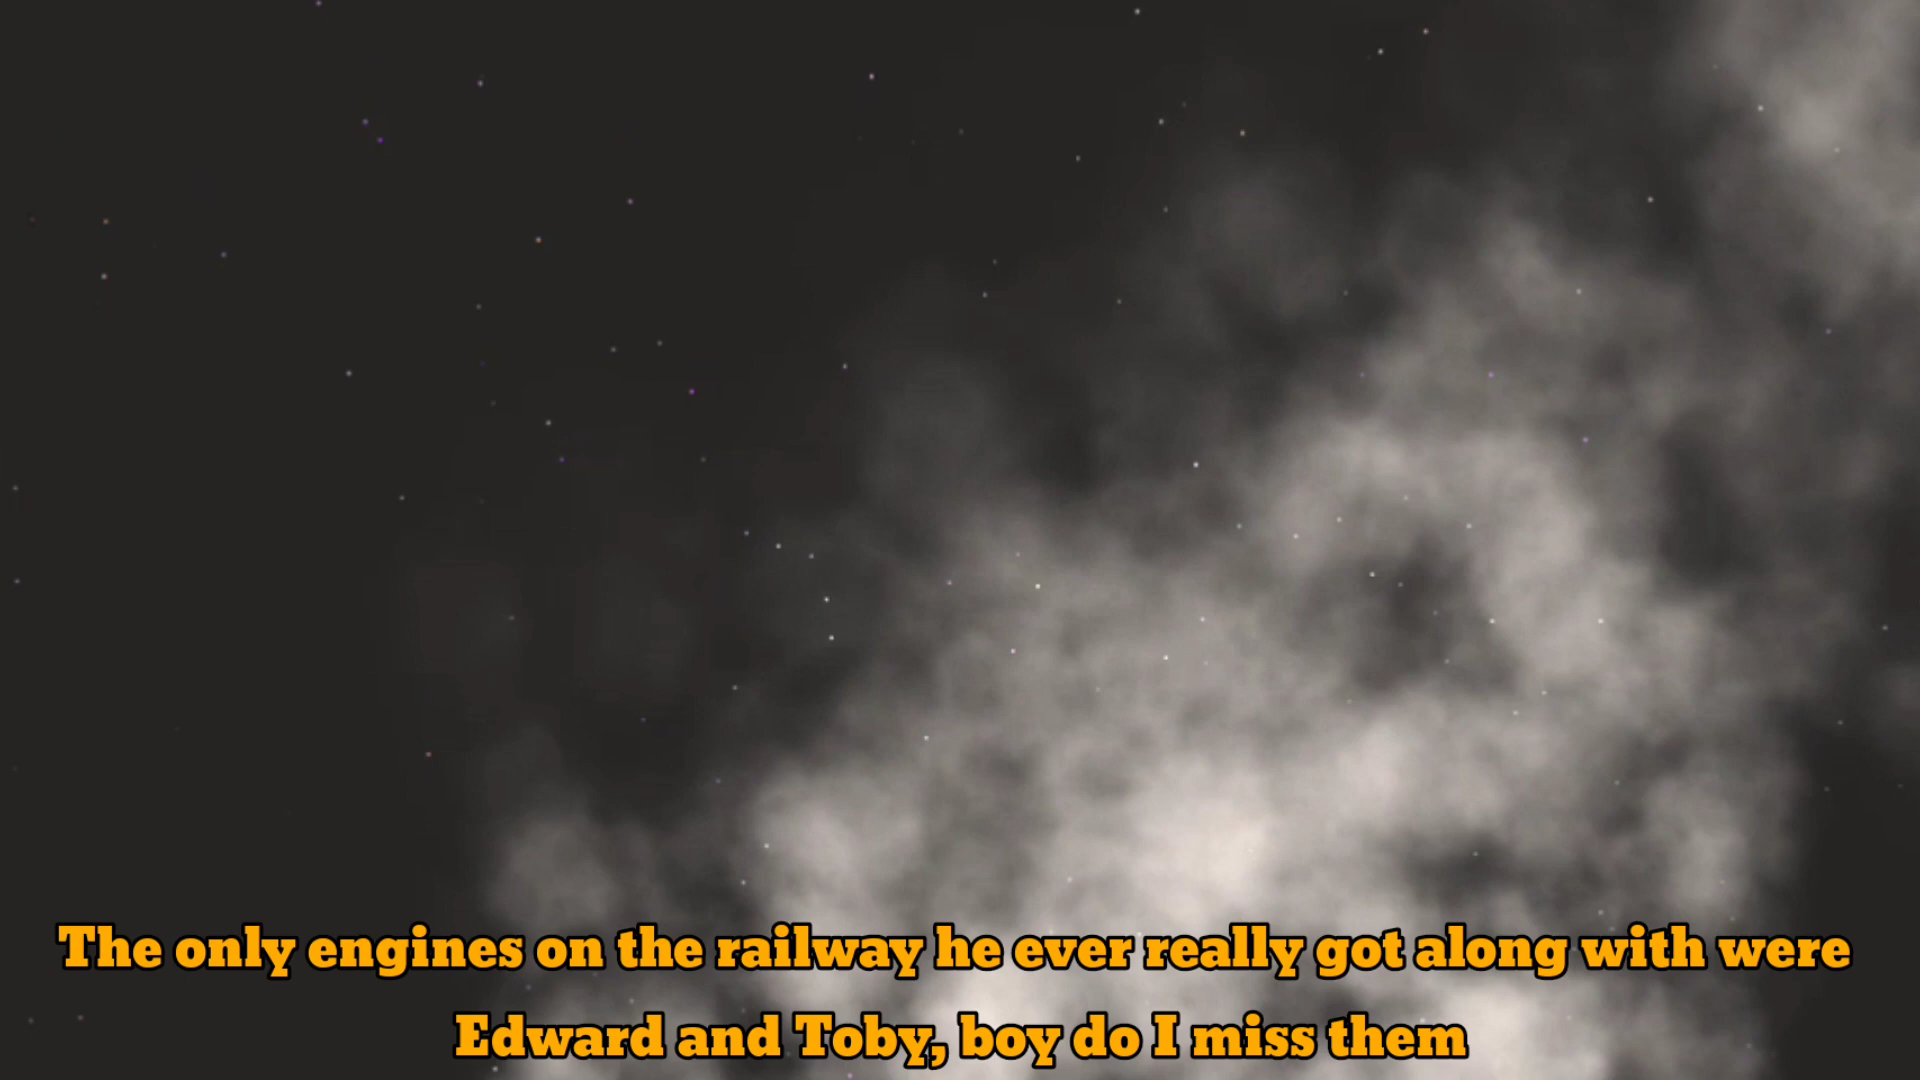 The only engines on the railway he ever really got along with were
Edward and Toby, boy do I miss them